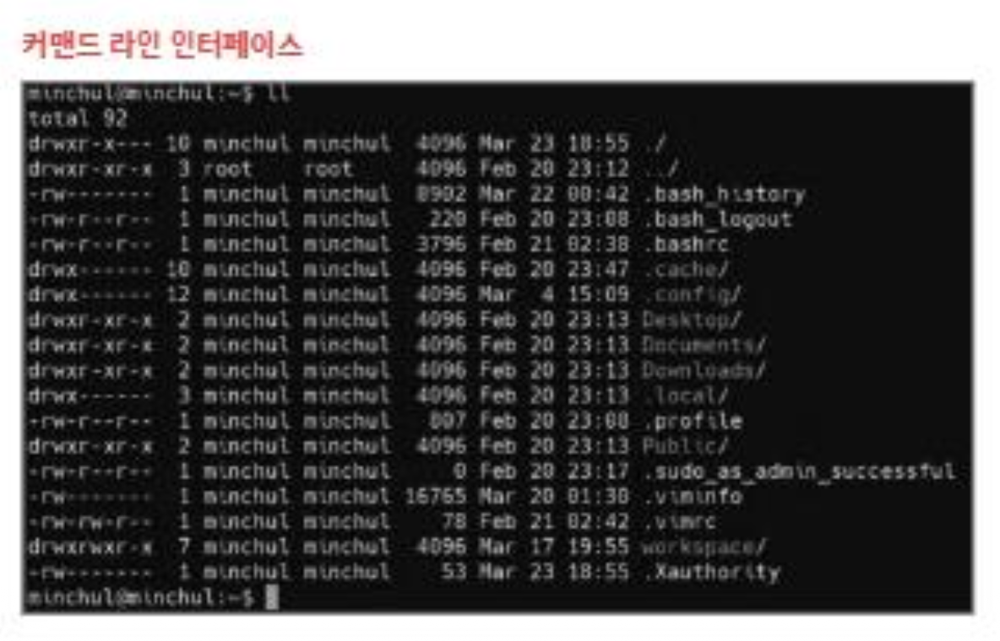 커맨드 라인 인터페이스
minchul@minchul:~$ ll
total 92
drwxr-x--- 10 minchul minchul 4096 Mar 23 18:55 ./
drwxr-xr-x 3 root root 4096 Feb 20 23:12 ../
-rw------- 1 minchul minchul 8902 Mar 22 00:42 .bash_history
-rw-r--r-- 1 minchul minchul 220 Feb 20 23:08 .bash_logout
-rw-r--r-- 1 minchul minchul 3796 Feb 21 02:38 .bashrc
drwx------ 10 minchul minchul 4096 Feb 20 23:47 .cache/
drwx------ 12 minchul minchul 4096 Mar 4 15:09 .config/
drwxr-xr-x 2 minchul minchul 4096 Feb 20 23:13 Desktop/
drwxr-xr-x 2 minchul minchul 4096 Feb 20 23:13 Documents/
drwxr-xr-x 2 minchul minchul 4096 Feb 20 23:13 Downloads/
drwx------ 3 minchul minchul 4096 Feb 20 23:13 .local/
-rw-r--r-- 1 minchul minchul 807 Feb 20 23:08 .profile
drwxr-xr-x 2 minchul minchul 4096 Feb 20 23:13 Public/
-rw-r--r-- 1 minchul minchul 0 Feb 20 23:17 .sudo_as_admin_successful
-rw------- 1 minchul minchul 16765 Mar 20 01:30 .viminfo
-rw-rw-r-- 1 minchul minchul 78 Feb 21 02:42 .vimrc
drwxrwxr-x 7 minchul minchul 4096 Mar 17 19:55 workspace/
-rw------- 1 minchul minchul 53 Mar 23 18:55 .Xauthority
minchul@minchul:~$